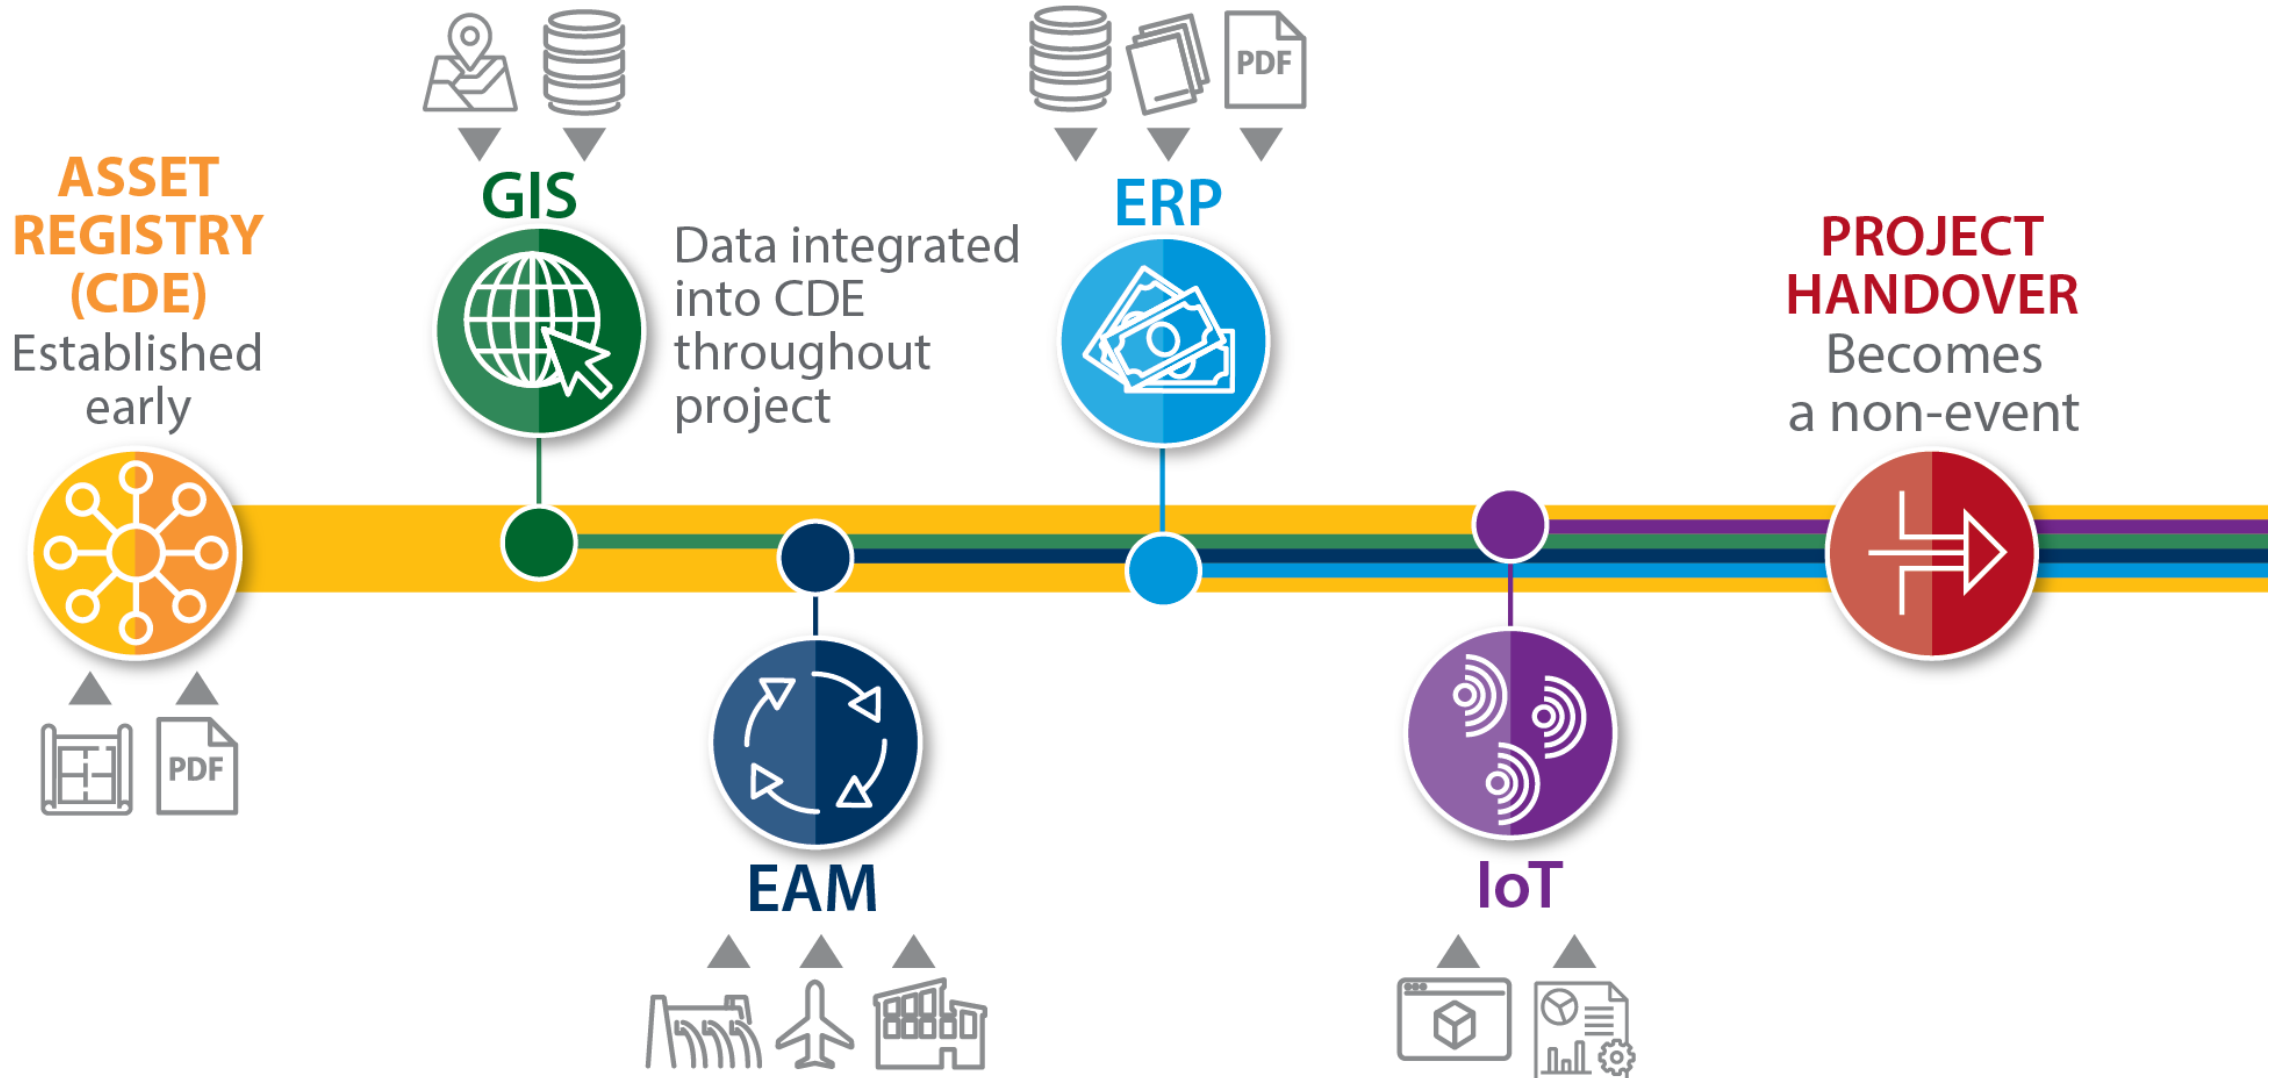 ASSET
REGISTRY
(CDE)
Established
early
PDF
GIS
Data integrated
into CDE
throughout
project
EAM
PDF
ERP
IoT
PROJECT
HANDOVER
Becomes
a non-event